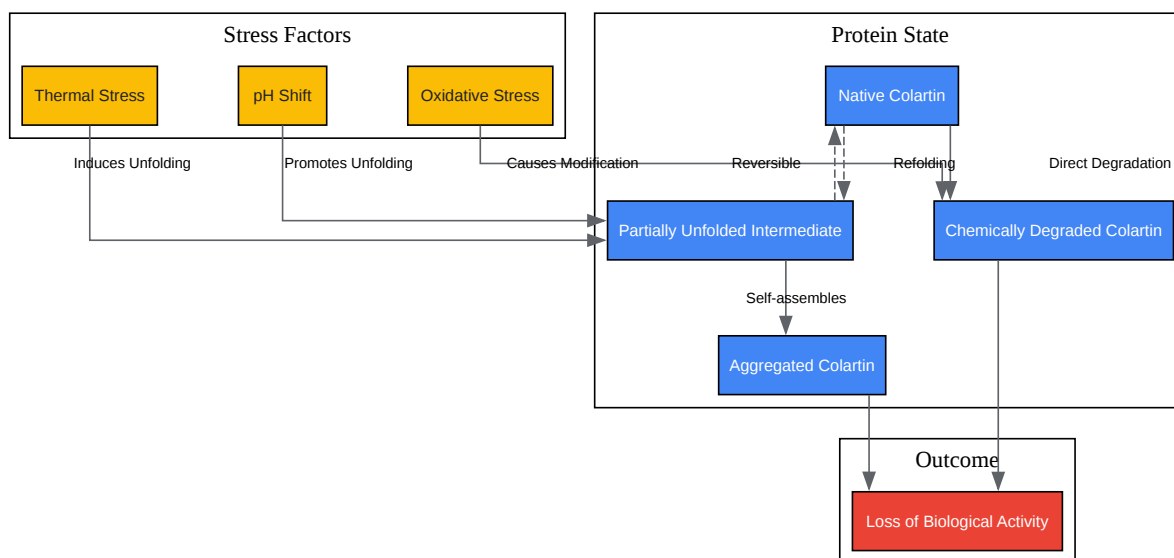 Stress Factors
Protein State
Thermal Stress
pH Shift
Oxidative Stress
Native Colartin
Induces Unfolding
Promotes Unfolding
Causes Modification
Reversible
Refolding
Direct Degradation
Partially Unfolded Intermediate
Chemically Degraded Colartin
Self-assembles
Aggregated Colartin
Outcome
Loss of Biological Activity